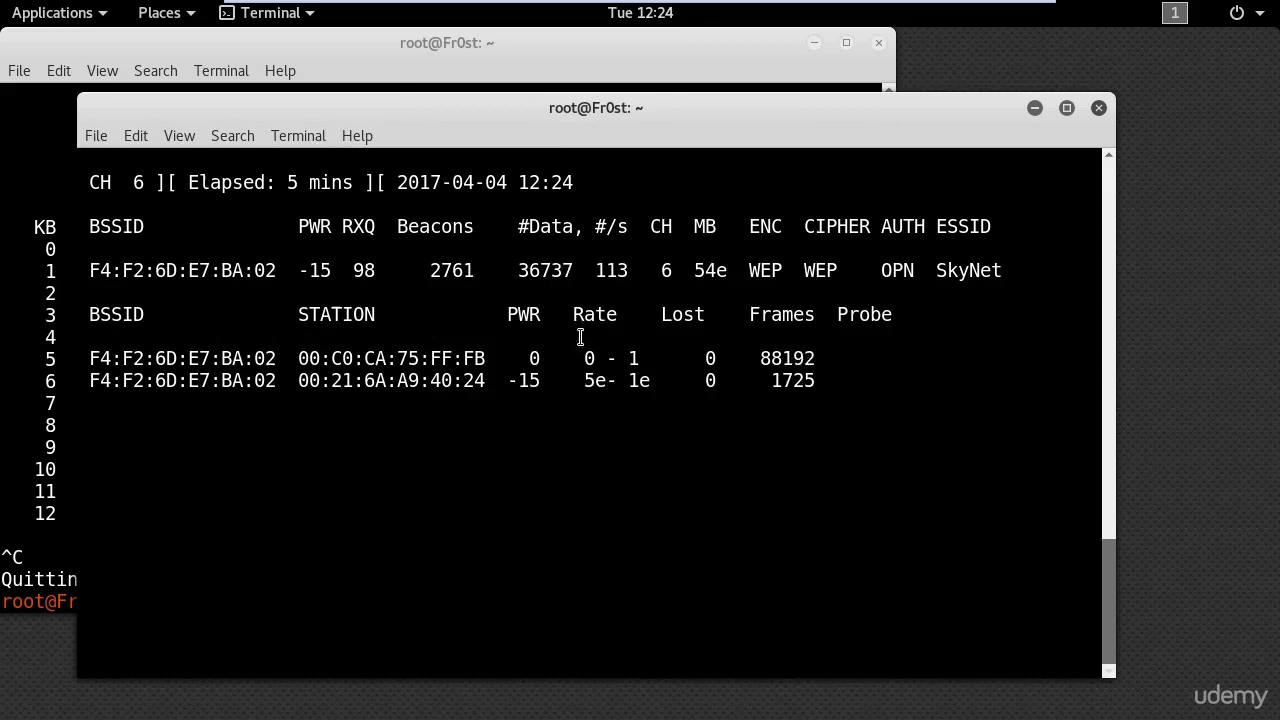 Applications Places Terminal Tue 12:24 1
root@Fr0st: ~
File Edit View Search Terminal Help
root@Fr0st: ~
File Edit View Search Terminal Help
CH 6 ][ Elapsed: 5 mins ][ 2017-04-04 12:24
BSSID PWR RXQ Beacons #Data, #/s CH MB ENC CIPHER AUTH ESSID
F4:F2:6D:E7:BA:02 -15 98 2761 36737 113 6 54e WEP WEP OPN SkyNet
BSSID STATION PWR Rate Lost Frames Probe
F4:F2:6D:E7:BA:02 00:C0:CA:75:FF:FB 0 0 - 1 0 88192
F4:F2:6D:E7:BA:02 00:21:6A:A9:40:24 -15 5e- 1e 0 1725
KB
0
1
2
3
4
5
6
7
8
9
10
11
12
^C
Quittin
root@Fr
udemy